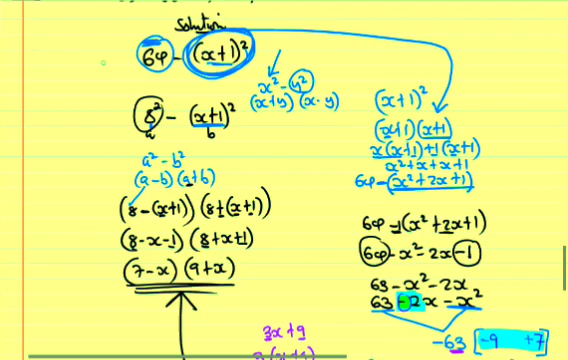 Solution
64 - (x+1)²
x² - y²
(x+y) (x-y)
8² - (x+1)²
a b
a² - b²
(a-b) (a+b)
(8-(x+1)) (8+(x+1))
(8-x-1) (8+x+1)
(7-x) (9+x)
(x+1)²
(x+1)(x+1)
x(x+1)+1(x+1)
x²+x+x+1
64-(x²+2x+1)
64-1(x²+2x+1)
64-x²-2x-1
63-x²-2x
63-2x-x²
-63 [-9 +7]
3x+9